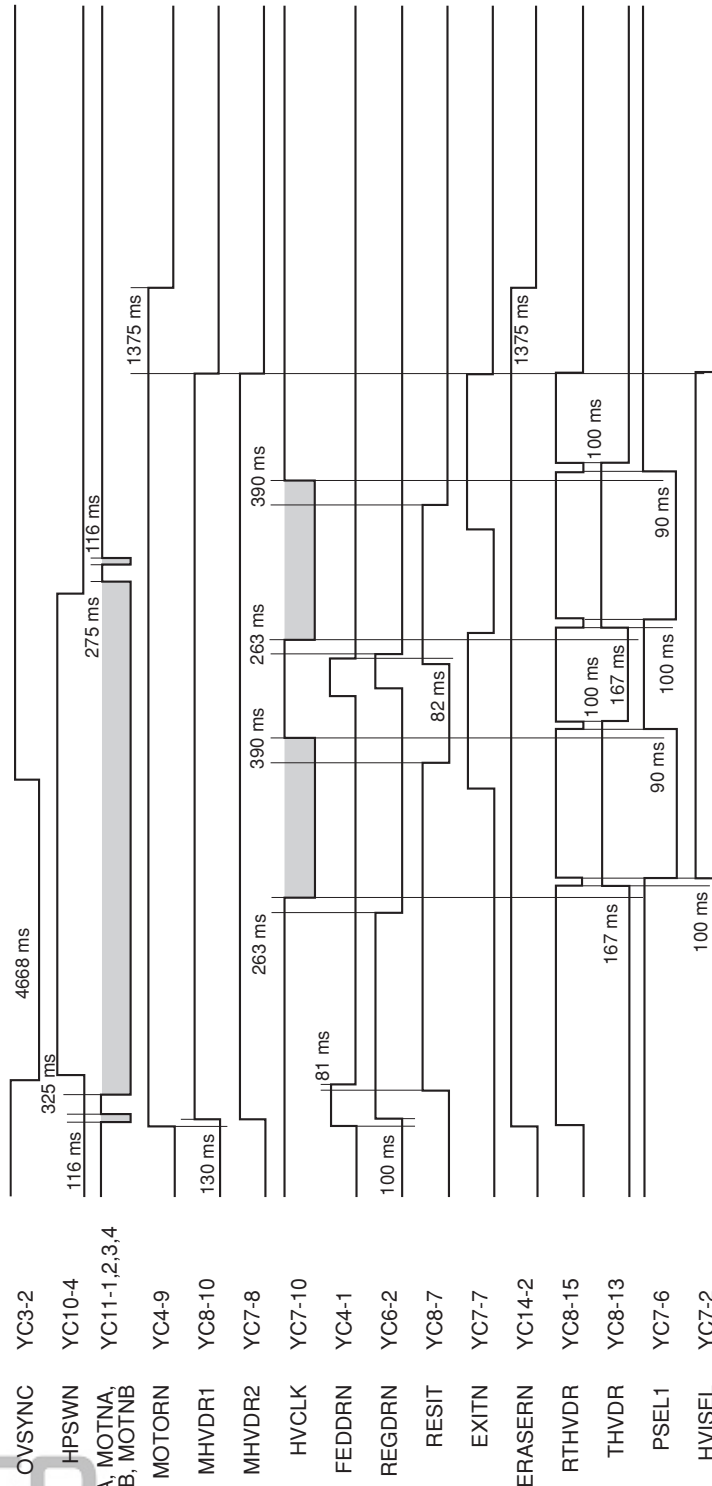 OVSYNC YC3-2
4668 ms
HPSWN YC10-4
116 ms
325 ms
275 ms
116 ms
A, MOTNA,
B, MOTNB
YC11-1,2,3,4
MOTORN YC4-9
1375 ms
MHVDR1 YC8-10
130 ms
MHVDR2 YC7-8
263 ms
390 ms
263 ms
390 ms
HVCLK YC7-10
FEDDRN YC4-1
81 ms
REGDRN YC6-2
100 ms
RESIT YC8-7
82 ms
EXITN YC7-7
ERASERN YC14-2
1375 ms
RTHVDR YC8-15
100 ms
100 ms
THVDR YC8-13
167 ms
167 ms
PSEL1 YC7-6
90 ms
100 ms
90 ms
HVISEL YC7-2
100 ms